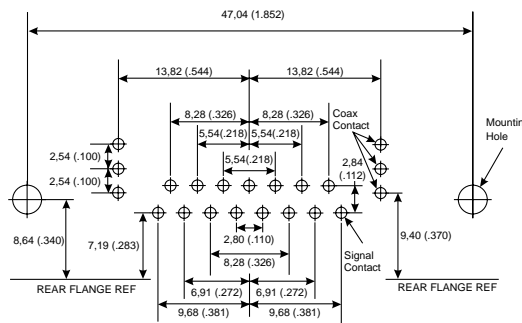 47,04 (1.852)
13,82 (.544) 13,82 (.544)
8,28 (.326) 8,28 (.326)
Coax
Contact
Mountin
Hole
5,54(.218) 5,54(.218)
2,54 (.100)
5,54(.218)
2,84
(.112)
2,54 (.100)
8,64 (.340)
7,19 (.283)
2,80 (.110)
9,40 (.370)
Signal
Contact
8,28 (.326)
REAR FLANGE REF REAR FLANGE REF
6,91 (.272) 6,91 (.272)
9,68 (.381) 9,68 (.381)